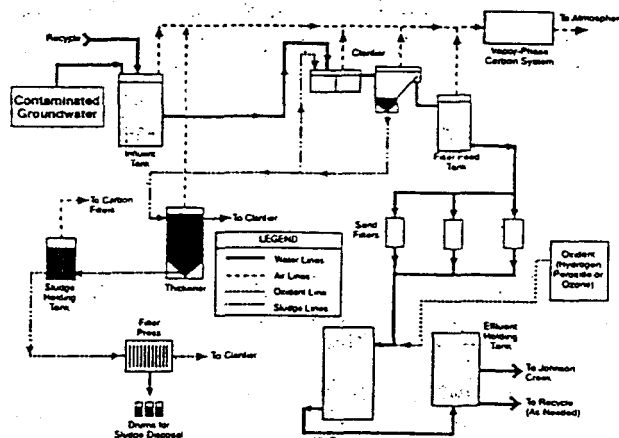 To Atmosphere
Recycle
Clarifier
Vapor-Phase
Carbon System
Contaminated
Groundwater
Influent
Tank
Filter Feed
Tank
To Carbon
Filters
To Clarifier
Sand
Filters
LEGEND
Water Lines
Air Lines
Oxidant Line
Sludge Lines
Oxidant
(Hydrogen
Peroxide or
Ozone)
Sludge
Holding
Tank
Thickener
Filter
Press
To Clarifier
Effluent
Holding
Tank
To Johnson
Creek
To Recycle
(As Needed)
Drums for
Sludge Disposal